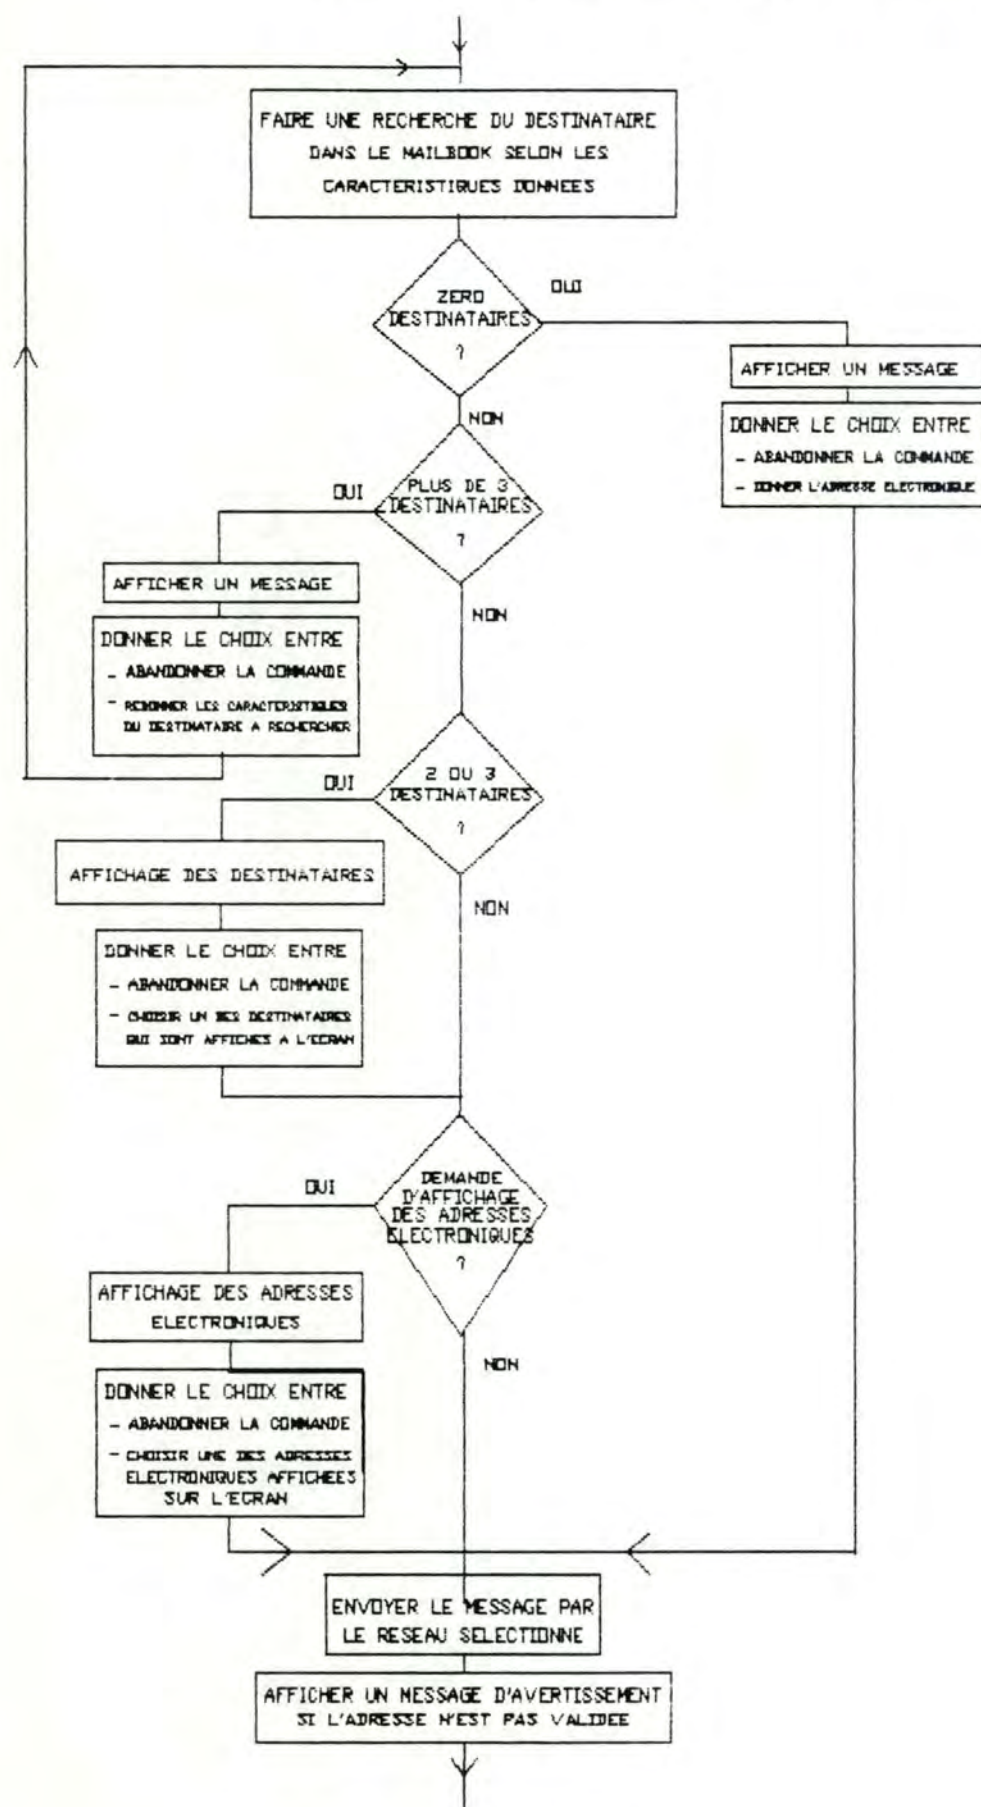 FAIRE UNE RECHERCHE DU DESTINATAIRE
DANS LE MAILBOOK SELON LES
CARACTERISTIQUES DONNEES
ZERO
DESTINATAIRES
?
OUI
AFFICHER UN MESSAGE
DONNER LE CHOIX ENTRE
- ABANDONNER LA COMMANDE
- DONNER L'ADRESSE ELECTRONIQUE
NON
PLUS DE 3
DESTINATAIRES
?
OUI
AFFICHER UN MESSAGE
DONNER LE CHOIX ENTRE
- ABANDONNER LA COMMANDE
- REDONNER LES CARACTERISTIQUES
DU DESTINATAIRE A RECHERCHER
NON
2 OU 3
DESTINATAIRES
?
OUI
AFFICHAGE DES DESTINATAIRES
DONNER LE CHOIX ENTRE
- ABANDONNER LA COMMANDE
- CHOISIR UN DES DESTINATAIRES
QUI SONT AFFICHES A L'ECRAN
NON
DEMANDE
D'AFFICHAGE
DES ADRESSES
ELECTRONIQUES
?
OUI
AFFICHAGE DES ADRESSES
ELECTRONIQUES
DONNER LE CHOIX ENTRE
- ABANDONNER LA COMMANDE
- CHOISIR UNE DES ADRESSES
ELECTRONIQUES AFFICHEES
SUR L'ECRAN
NON
ENVOYER LE MESSAGE PAR
LE RESEAU SELECTIONNE
AFFICHER UN MESSAGE D'AVERTISSEMENT
SI L'ADRESSE N'EST PAS VALIDEE